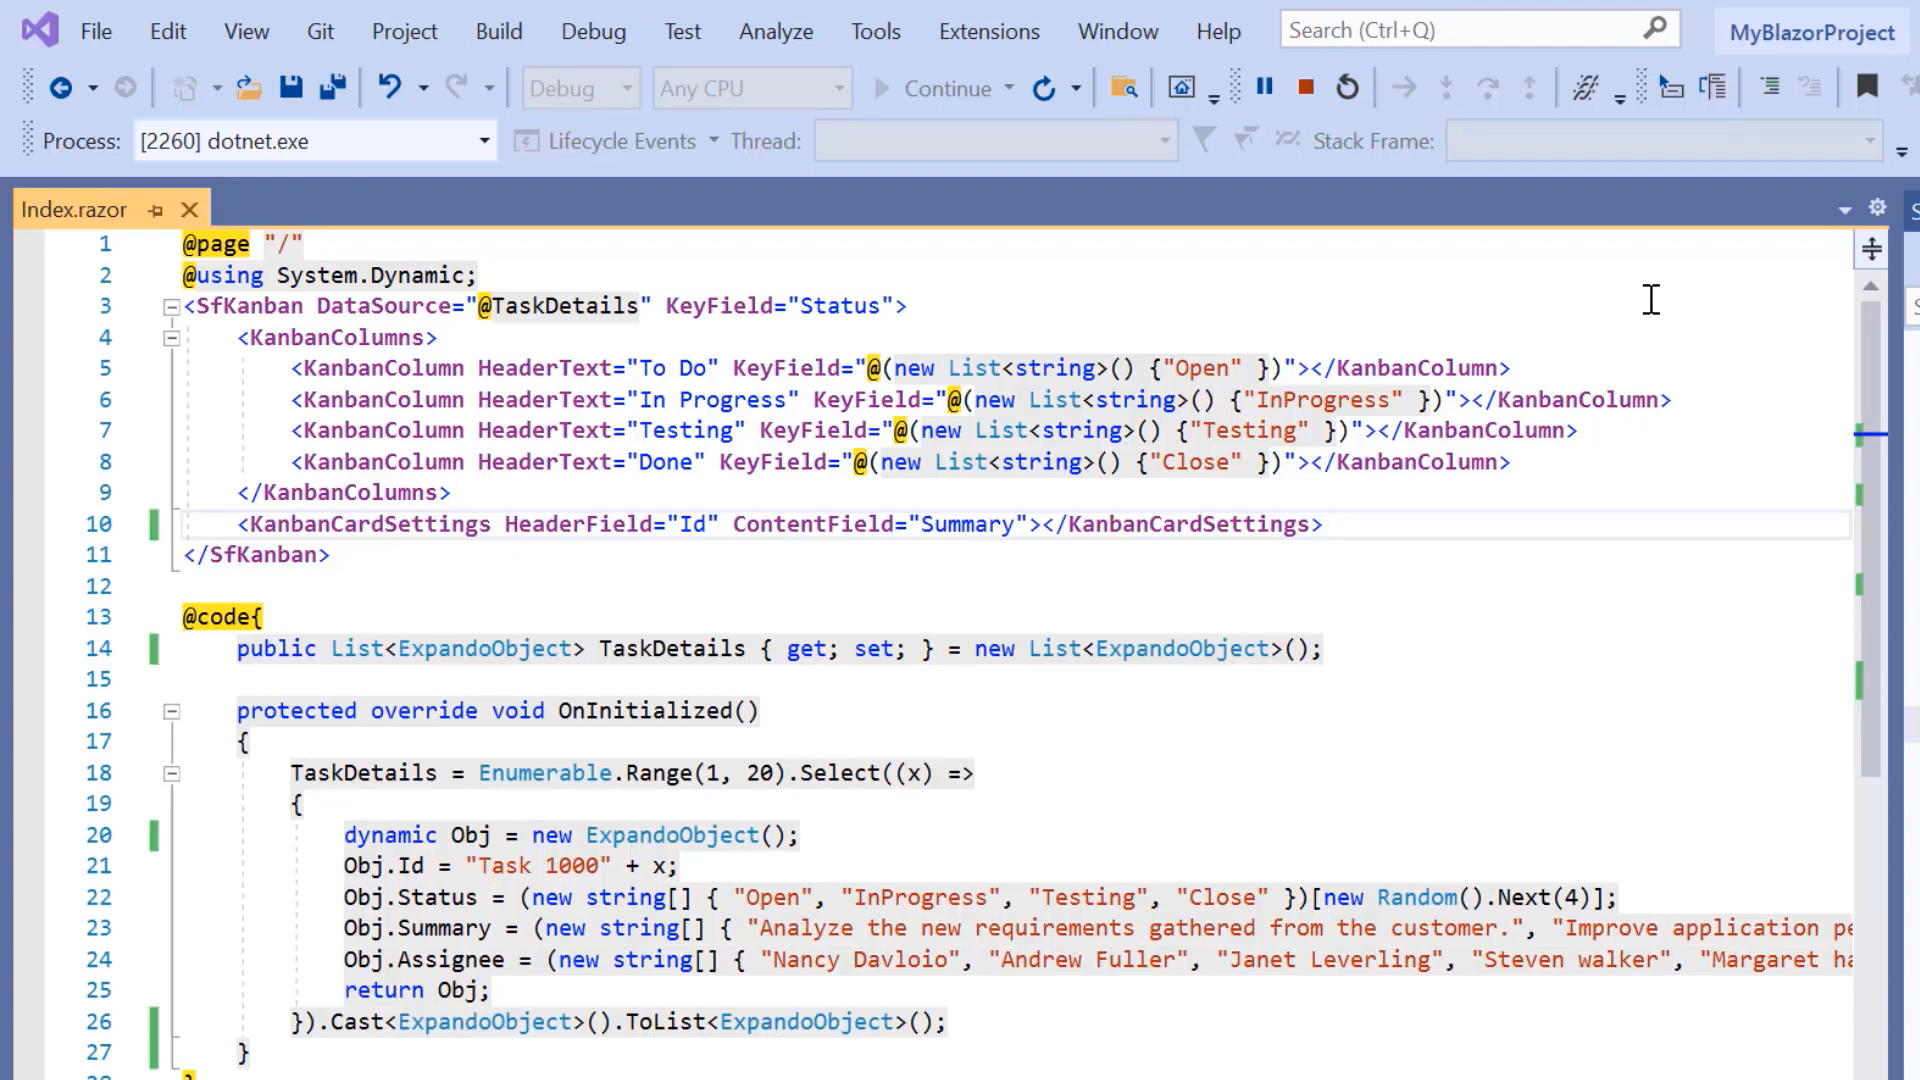 File Edit View Git Project Build Debug Test Analyze Tools Extensions Window Help Search (Ctrl+Q) MyBlazorProject
Debug Any CPU Continue
Process: [2260] dotnet.exe Lifecycle Events Thread: Stack Frame:
Index.razor
1 @page "/"
2 @using System.Dynamic;
3 <SfKanban DataSource="@TaskDetails" KeyField="Status">
4 <KanbanColumns>
5 <KanbanColumn HeaderText="To Do" KeyField="@(new List<string>() {"Open" })"></KanbanColumn>
6 <KanbanColumn HeaderText="In Progress" KeyField="@(new List<string>() {"InProgress" })"></KanbanColumn>
7 <KanbanColumn HeaderText="Testing" KeyField="@(new List<string>() {"Testing" })"></KanbanColumn>
8 <KanbanColumn HeaderText="Done" KeyField="@(new List<string>() {"Close" })"></KanbanColumn>
9 </KanbanColumns>
10 <KanbanCardSettings HeaderField="Id" ContentField="Summary"></KanbanCardSettings>
11 </SfKanban>
12
13 @code{
14 public List<ExpandoObject> TaskDetails { get; set; } = new List<ExpandoObject>();
15
16 protected override void OnInitialized()
17 {
18 TaskDetails = Enumerable.Range(1, 20).Select((x) =>
19 {
20 dynamic Obj = new ExpandoObject();
21 Obj.Id = "Task 1000" + x;
22 Obj.Status = (new string[] { "Open", "InProgress", "Testing", "Close" })[new Random().Next(4)];
23 Obj.Summary = (new string[] { "Analyze the new requirements gathered from the customer.", "Improve application pe
24 Obj.Assignee = (new string[] { "Nancy Davloio", "Andrew Fuller", "Janet Leverling", "Steven walker", "Margaret ha
25 return Obj;
26 }).Cast<ExpandoObject>().ToList<ExpandoObject>();
27 }